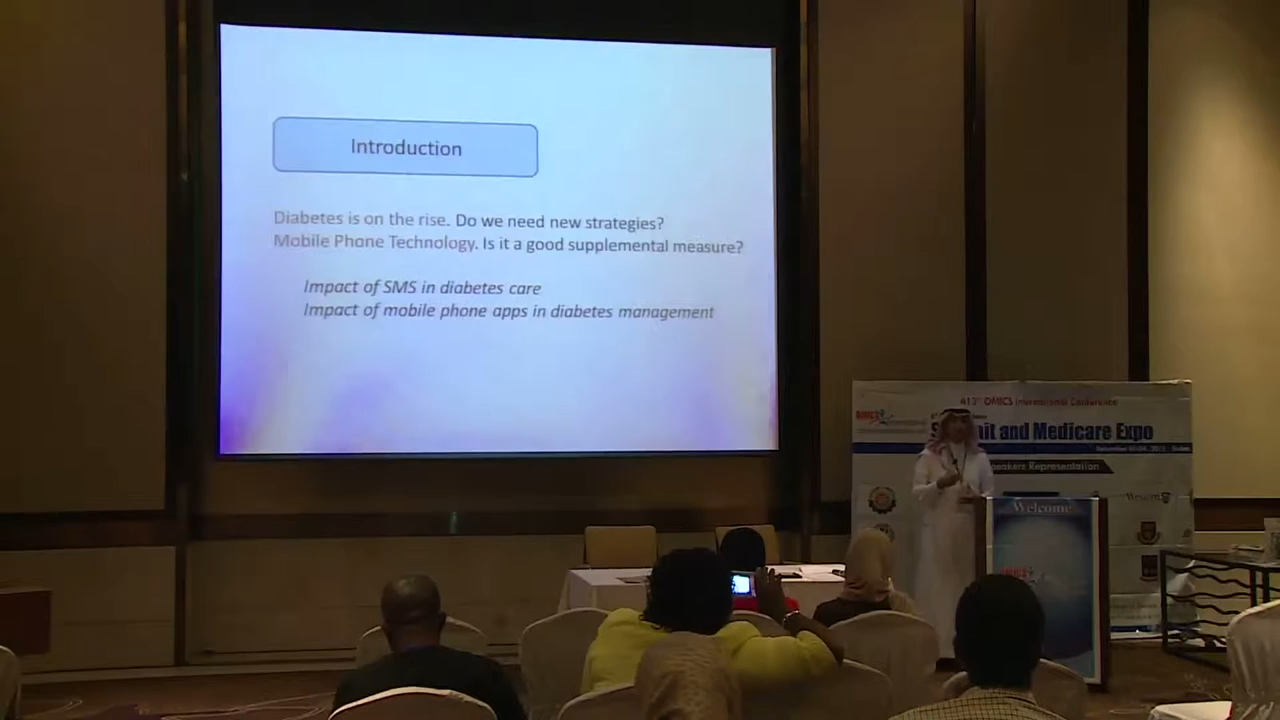 Introduction
Diabetes is on the rise. Do we need new strategies?
Mobile Phone Technology. Is it a good supplemental measure?
Impact of SMS in diabetes care
Impact of mobile phone apps in diabetes management
413th OMICS International Conference
and Medicare Expo
Speakers Representation
Welcome